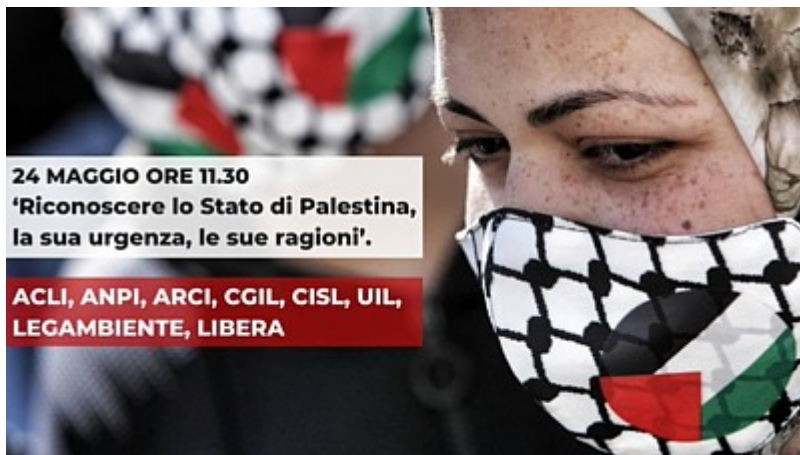 24 MAGGIO ORE 11.30
‘Riconoscere lo Stato di Palestina,
la sua urgenza, le sue ragioni’.
ACLI, ANPI, ARCI, CGIL, CISL, UIL,
LEGAMBIENTE, LIBERA